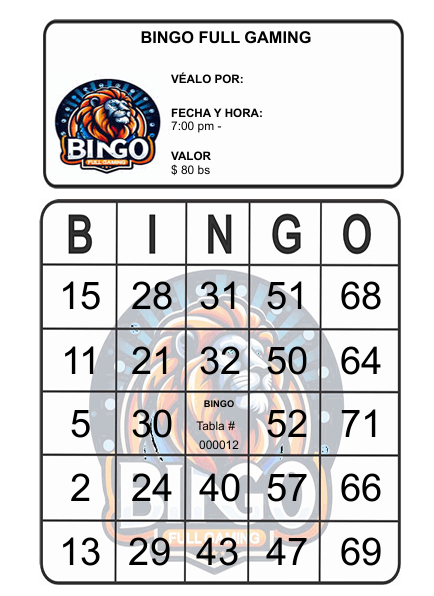 BINGO FULL GAMING
VÉALO POR:
FECHA Y HORA:
7:00 pm -
VALOR
$ 80 bs
BINGO
FULL GAMING
B I N G O
15 28 31 51 68
11 21 32 50 64
BINGO
5 30 Tabla # 52 71
000012
2 24 40 57 66
BINGO
13 29 43 47 69
FULL GAMING